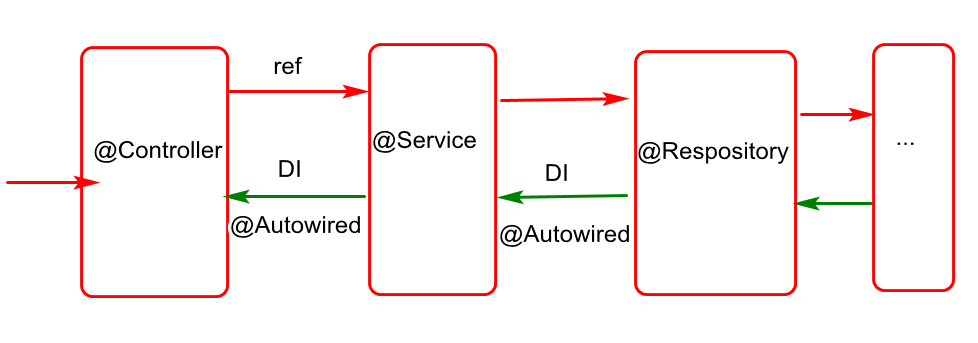 ref
@Controller
@Service
@Respository
...
DI
DI
@Autowired
@Autowired